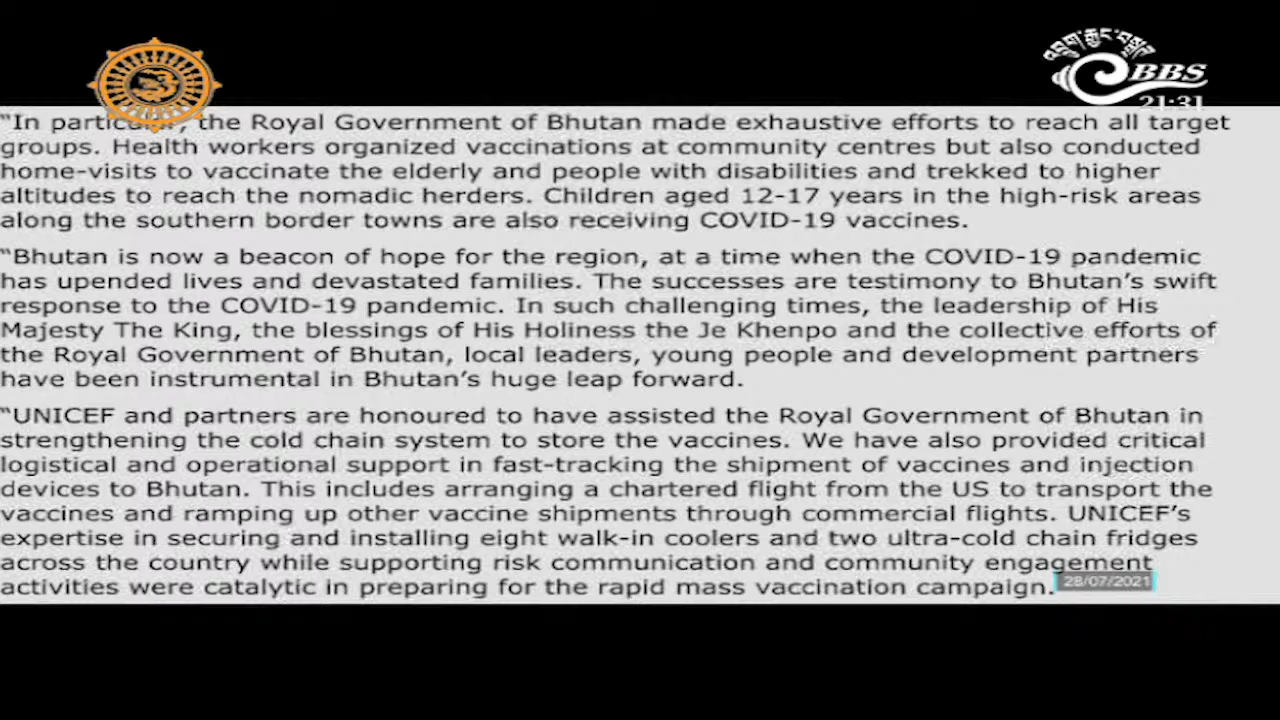 འབྲུག་རྒྱང་བསྒྲགས
BBS
21:31
“In particular, the Royal Government of Bhutan made exhaustive efforts to reach all target
groups. Health workers organized vaccinations at community centres but also conducted
home-visits to vaccinate the elderly and people with disabilities and trekked to higher
altitudes to reach the nomadic herders. Children aged 12-17 years in the high-risk areas
along the southern border towns are also receiving COVID-19 vaccines.
“Bhutan is now a beacon of hope for the region, at a time when the COVID-19 pandemic
has upended lives and devastated families. The successes are testimony to Bhutan’s swift
response to the COVID-19 pandemic. In such challenging times, the leadership of His
Majesty The King, the blessings of His Holiness the Je Khenpo and the collective efforts of
the Royal Government of Bhutan, local leaders, young people and development partners
have been instrumental in Bhutan’s huge leap forward.
“UNICEF and partners are honoured to have assisted the Royal Government of Bhutan in
strengthening the cold chain system to store the vaccines. We have also provided critical
logistical and operational support in fast-tracking the shipment of vaccines and injection
devices to Bhutan. This includes arranging a chartered flight from the US to transport the
vaccines and ramping up other vaccine shipments through commercial flights. UNICEF’s
expertise in securing and installing eight walk-in coolers and two ultra-cold chain fridges
across the country while supporting risk communication and community engagement
activities were catalytic in preparing for the rapid mass vaccination campaign.
28/07/2021